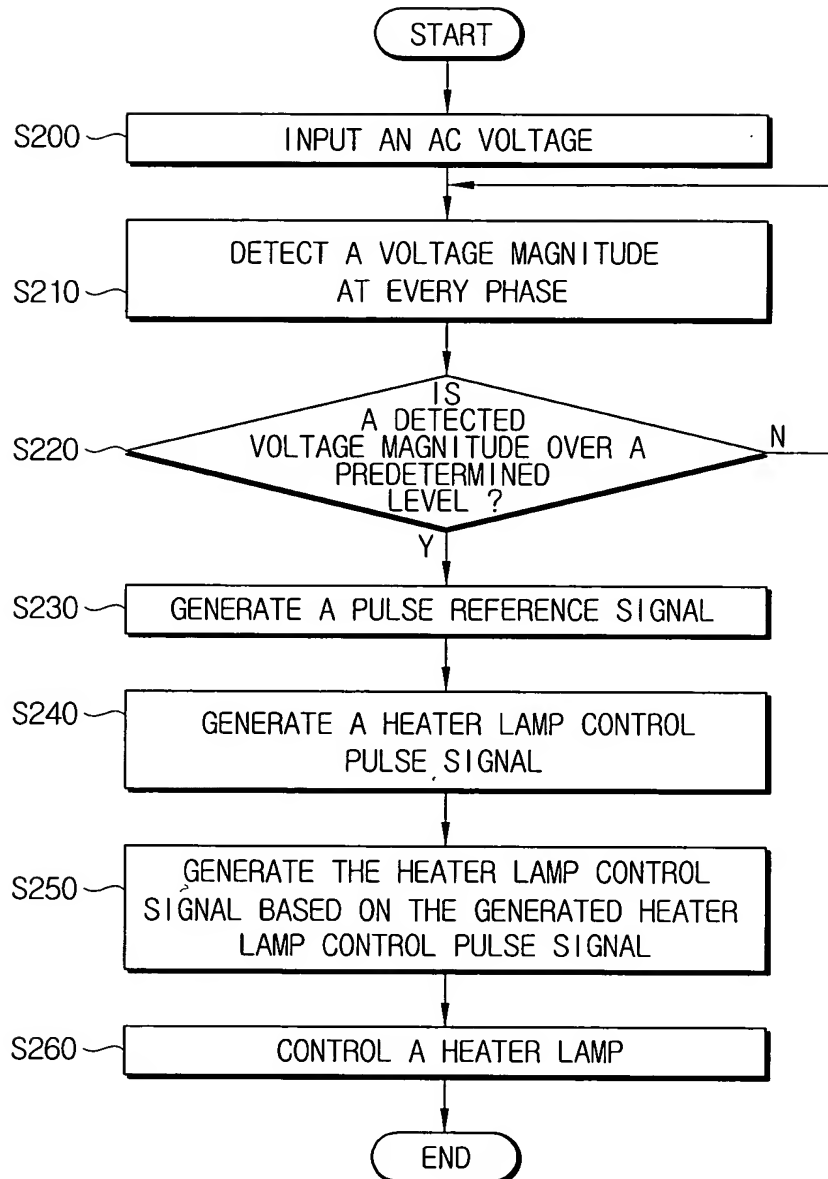 START
S200
INPUT AN AC VOLTAGE
S210
DETECT A VOLTAGE MAGNITUDE
AT EVERY PHASE
S220
IS
A DETECTED
VOLTAGE MAGNITUDE OVER A
PREDETERMINED
LEVEL ?
N
Y
S230
GENERATE A PULSE REFERENCE SIGNAL
S240
GENERATE A HEATER LAMP CONTROL
PULSE SIGNAL
S250
GENERATE THE HEATER LAMP CONTROL
SIGNAL BASED ON THE GENERATED HEATER
LAMP CONTROL PULSE SIGNAL
S260
CONTROL A HEATER LAMP
END